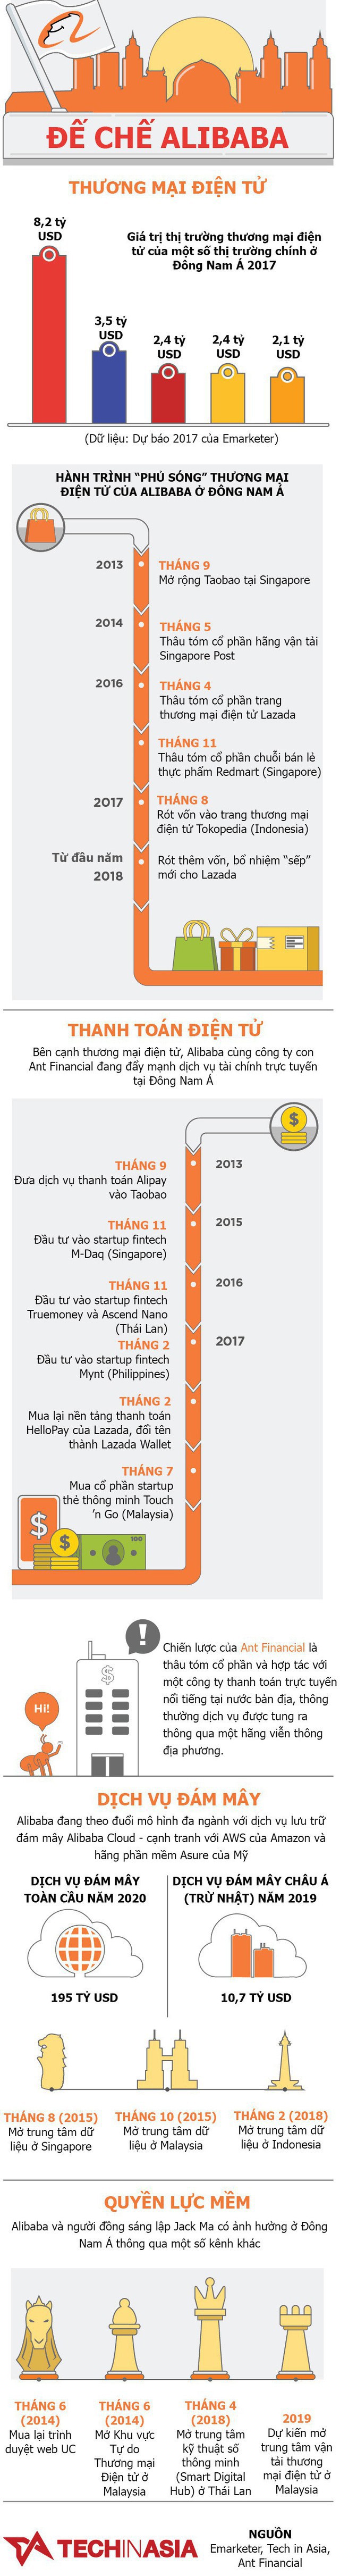 ĐẾ CHẾ ALIBABA
THƯƠNG MẠI ĐIỆN TỬ
8,2 tỷ
USD
Giá trị thị trường thương mại điện
tử của một số thị trường chính ở
Đông Nam Á 2017
3,5 tỷ
USD
2,4 tỷ
USD
2,4 tỷ
USD
2,1 tỷ
USD
(Dữ liệu: Dự báo 2017 của Emarketer)
HÀNH TRÌNH “PHỦ SÓNG” THƯƠNG MẠI
ĐIỆN TỬ CỦA ALIBABA Ở ĐÔNG NAM Á
2013
THÁNG 9
Mở rộng Taobao tại Singapore
2014
THÁNG 5
Thâu tóm cổ phần hãng vận tải
Singapore Post
2016
THÁNG 4
Thâu tóm cổ phần trang
thương mại điện tử Lazada
THÁNG 11
Thâu tóm cổ phần chuỗi bán lẻ
thực phẩm Redmart (Singapore)
2017
THÁNG 8
Rót vốn vào trang thương mại
điện tử Tokopedia (Indonesia)
Từ đầu năm
2018
Rót thêm vốn, bổ nhiệm “sếp”
mới cho Lazada
THANH TOÁN ĐIỆN TỬ
Bên cạnh thương mại điện tử, Alibaba cùng công ty con
Ant Financial đang đẩy mạnh dịch vụ tài chính trực tuyến
tại Đông Nam Á
$
THÁNG 9
2013
Đưa dịch vụ thanh toán Alipay
vào Taobao
THÁNG 11
2015
Đầu tư vào startup fintech
M-Daq (Singapore)
THÁNG 11
2016
Đầu tư vào startup fintech
Truemoney và Ascend Nano
(Thái Lan)
THÁNG 2
2017
Đầu tư vào startup fintech
Mynt (Philippines)
THÁNG 2
Mua lại nền tảng thanh toán
HelloPay của Lazada, đổi tên
thành Lazada Wallet
THÁNG 7
Mua cổ phần startup
thẻ thông minh Touch
’n Go (Malaysia)
$
$
100
!
$
Hi!
Chiến lược của Ant Financial là
thâu tóm cổ phần và hợp tác với
một công ty thanh toán trực tuyến
nổi tiếng tại nước bản địa, thông
thường dịch vụ được tung ra
thông qua một hãng viễn thông
địa phương.
DỊCH VỤ ĐÁM MÂY
Alibaba đang theo đuổi mô hình đa ngành với dịch vụ lưu trữ
đám mây Alibaba Cloud - cạnh tranh với AWS của Amazon và
hãng phần mềm Asure của Mỹ
DỊCH VỤ ĐÁM MÂY
TOÀN CẦU NĂM 2020
DỊCH VỤ ĐÁM MÂY CHÂU Á
(TRỪ NHẬT) NĂM 2019
195 TỶ USD
10,7 TỶ USD
THÁNG 8 (2015)
Mở trung tâm dữ
liệu ở Singapore
THÁNG 10 (2015)
Mở trung tâm dữ
liệu ở Malaysia
THÁNG 2 (2018)
Mở trung tâm dữ
liệu ở Indonesia
QUYỀN LỰC MỀM
Alibaba và người đồng sáng lập Jack Ma có ảnh hưởng ở Đông
Nam Á thông qua một số kênh khác
THÁNG 6
(2014)
Mua lại trình
duyệt web UC
THÁNG 6
(2014)
Mở Khu vực
Tự do
Thương mại
Điện tử ở
Malaysia
THÁNG 4
(2018)
Mở trung tâm
kỹ thuật số
thông minh
(Smart Digital
Hub) ở Thái Lan
2019
Dự kiến mở
trung tâm vận
tải thương
mại điện tử ở
Malaysia
TECHINASIA
NGUỒN
Emarketer, Tech in Asia,
Ant Financial